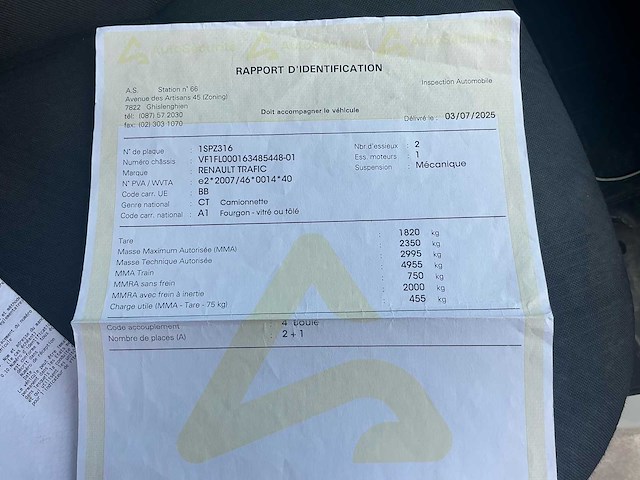 AutoSécurité AutoSécurité AutoSécurité
RAPPORT D'IDENTIFICATION
A.S. Station n° 66
Avenue des Artisans 45 (Zoning)
7822 Ghislenghien
tél: (087) 57 2030
fax: (02) 303 1070
Inspection Automobile
Doit accompagner le véhicule
Délivré le : 03/07/2025
N° de plaque : 1SPZ316
Numéro châssis : VF1FL000163485448-01
Marque : RENAULT TRAFIC
N° PVA / WVTA : e2*2007/46*0014*40
Code carr. UE : BB
Genre national : CT Camionnette
Code carr. national : A1 Fourgon - vitré ou tôlé
Nbr.d'essieux : 2
Ess. moteurs : 1
Suspension : Mécanique
Tare : 1820 kg
Masse Maximum Autorisée (MMA) : 2350 kg
Masse Technique Autorisée : 2995 kg
MMA Train : 4955 kg
MMRA sans frein : 750 kg
MMRA avec frein à inertie : 2000 kg
Charge utile (MMA - Tare - 75 kg) : 455 kg
Code accouplement : 4 Boule
Nombre de places (A) : 2 + 1